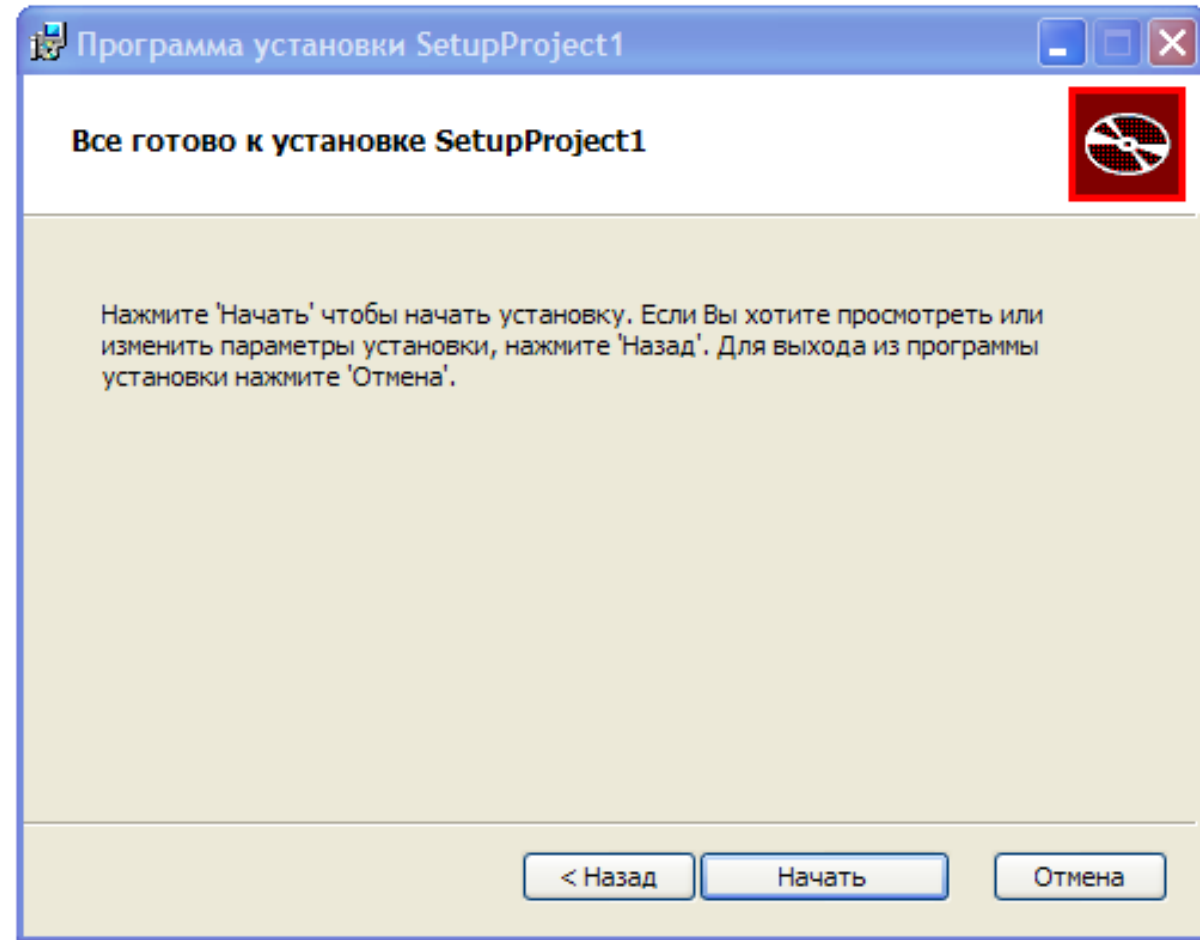 Программа установки SetupProject1
Все готово к установке SetupProject1
Нажмите 'Начать' чтобы начать установку. Если Вы хотите просмотреть или
изменить параметры установки, нажмите 'Назад'. Для выхода из программы
установки нажмите 'Отмена'.
< Назад Начать Отмена